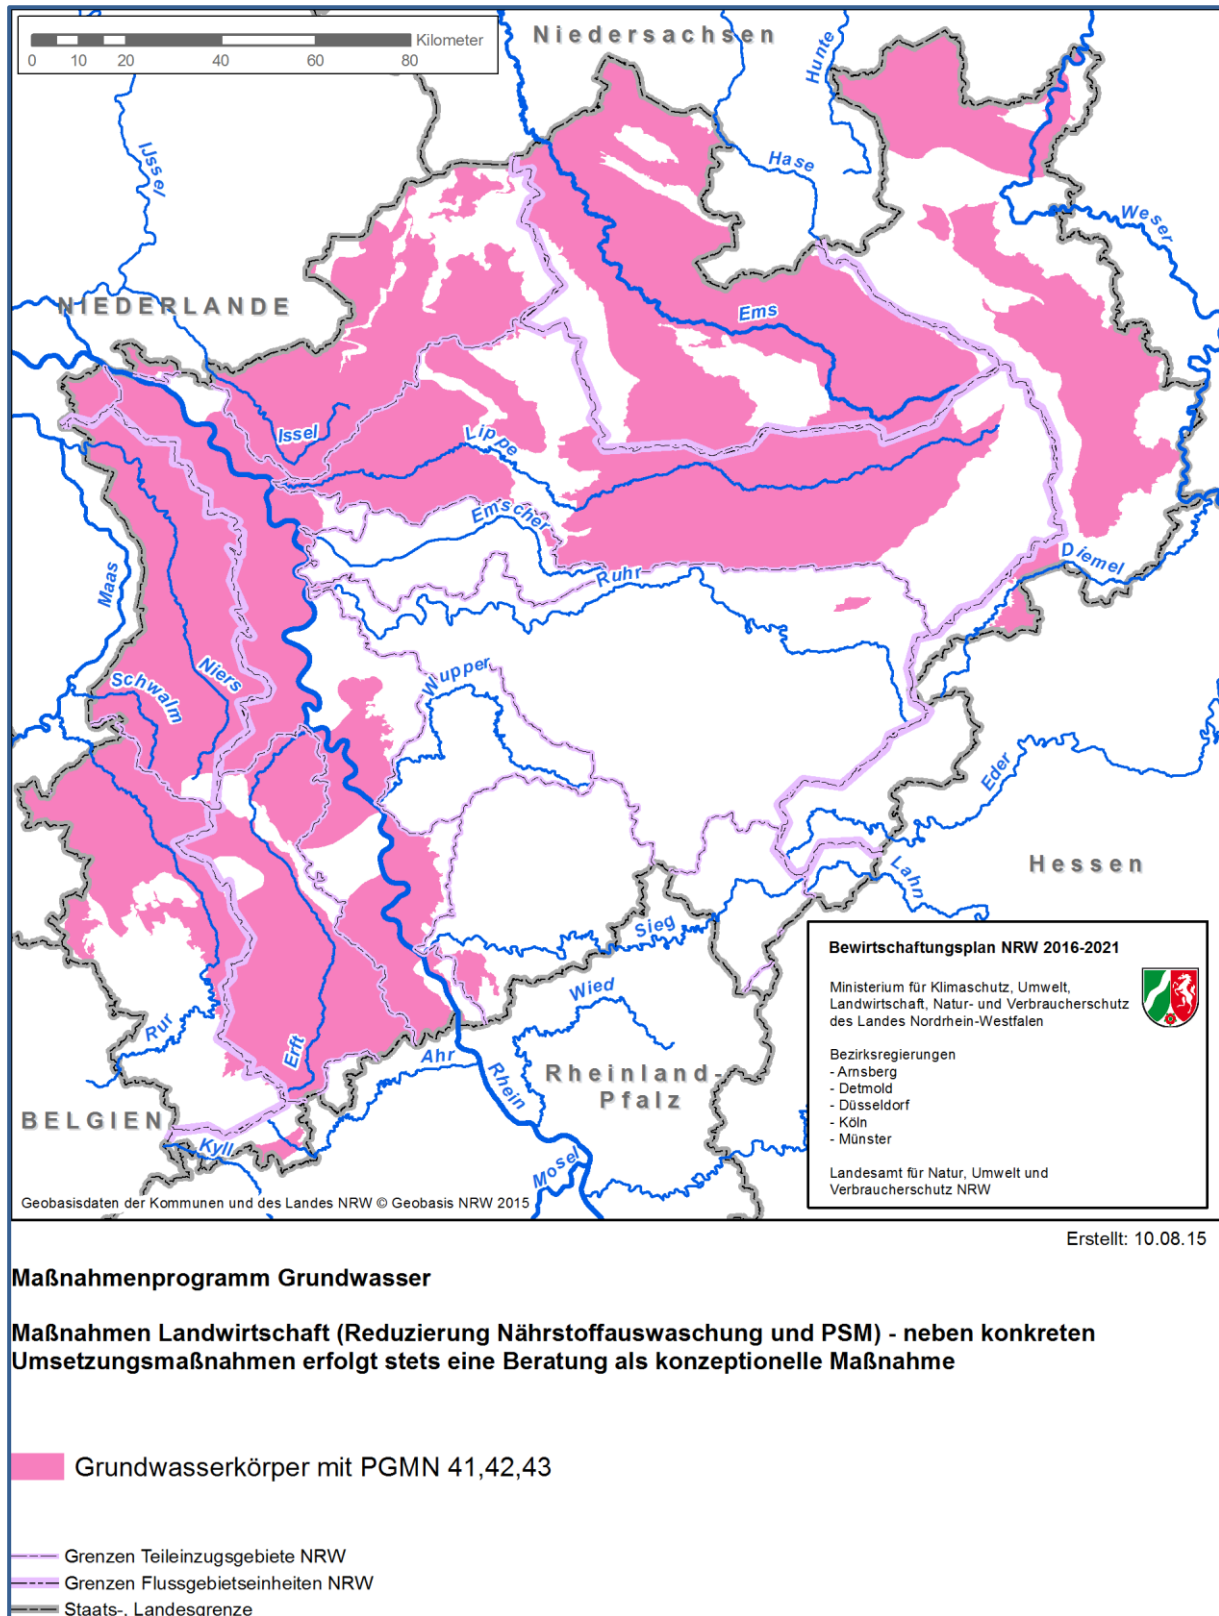 Kilometer
0 10 20 40 60 80
Niedersachsen
Hunte
IJssel
Hase
Weser
NIEDERLANDE
Ems
Issel
Lippe
Emscher
Maas
Ruhr
Diemel
Wupper
Niers
Schwalm
Eder
Hessen
Lahn
Sieg
Wied
Rur
Erft
Ahr
Rhein
Rheinland-
Pfalz
BELGIEN
Kyll
Mosel
Bewirtschaftungsplan NRW 2016-2021
Ministerium für Klimaschutz, Umwelt,
Landwirtschaft, Natur- und Verbraucherschutz
des Landes Nordrhein-Westfalen
Bezirksregierungen
- Arnsberg
- Detmold
- Düsseldorf
- Köln
- Münster
Landesamt für Natur, Umwelt und
Verbraucherschutz NRW
Geobasisdaten der Kommunen und des Landes NRW © Geobasis NRW 2015
Erstellt: 10.08.15
Maßnahmenprogramm Grundwasser
Maßnahmen Landwirtschaft (Reduzierung Nährstoffauswaschung und PSM) - neben konkreten
Umsetzungsmaßnahmen erfolgt stets eine Beratung als konzeptionelle Maßnahme
Grundwasserkörper mit PGMN 41,42,43
Grenzen Teileinzugsgebiete NRW
Grenzen Flussgebietseinheiten NRW
Staats-, Landesgrenze